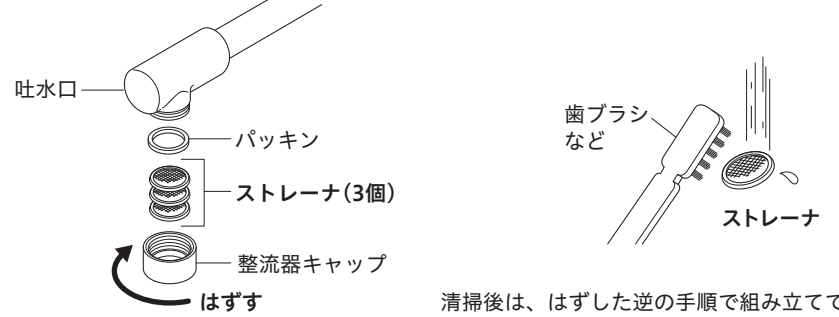 吐水口
パッキン
ストレーナ（3個）
整流器キャップ
はずす
歯ブラシ
など
ストレーナ
清掃後は、はずした逆の手順で組み立てて